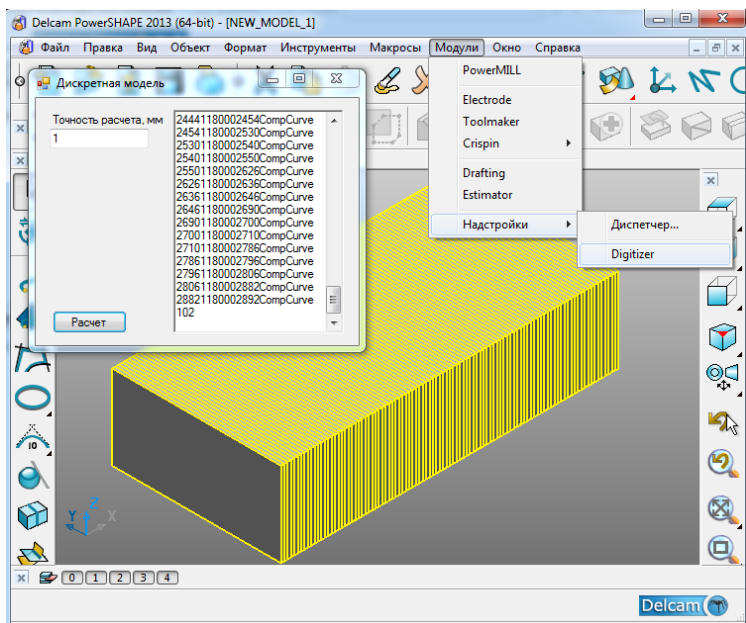 Delcam PowerSHAPE 2013 (64-bit) - [NEW_MODEL_1]
Файл Правка Вид Объект Формат Инструменты Макросы Модули Окно Справка
Дискретная модель
Точность расчета, мм
1
24441180002454CompCurve
24541180002530CompCurve
25301180002540CompCurve
25401180002550CompCurve
25501180002626CompCurve
26261180002636CompCurve
26361180002646CompCurve
26461180002690CompCurve
26901180002700CompCurve
27001180002710CompCurve
27101180002786CompCurve
27861180002796CompCurve
27961180002806CompCurve
28061180002882CompCurve
28821180002892CompCurve
102
Расчет
PowerMILL
Electrode
Toolmaker
Crispin
Drafting
Estimator
Надстройки
Диспетчер...
Digitizer
10
Z
Y
X
0 1 2 3 4
Delcam